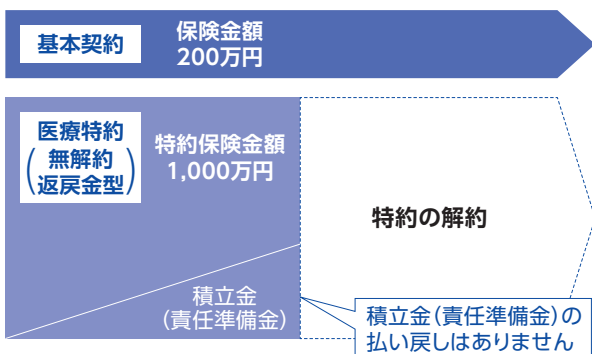 基本契約
保険金額
200万円
医療特約
(無解約
返戻金型)
特約保険金額
1,000万円
特約の解約
積立金
(責任準備金)
積立金(責任準備金)の
払い戻しはありません